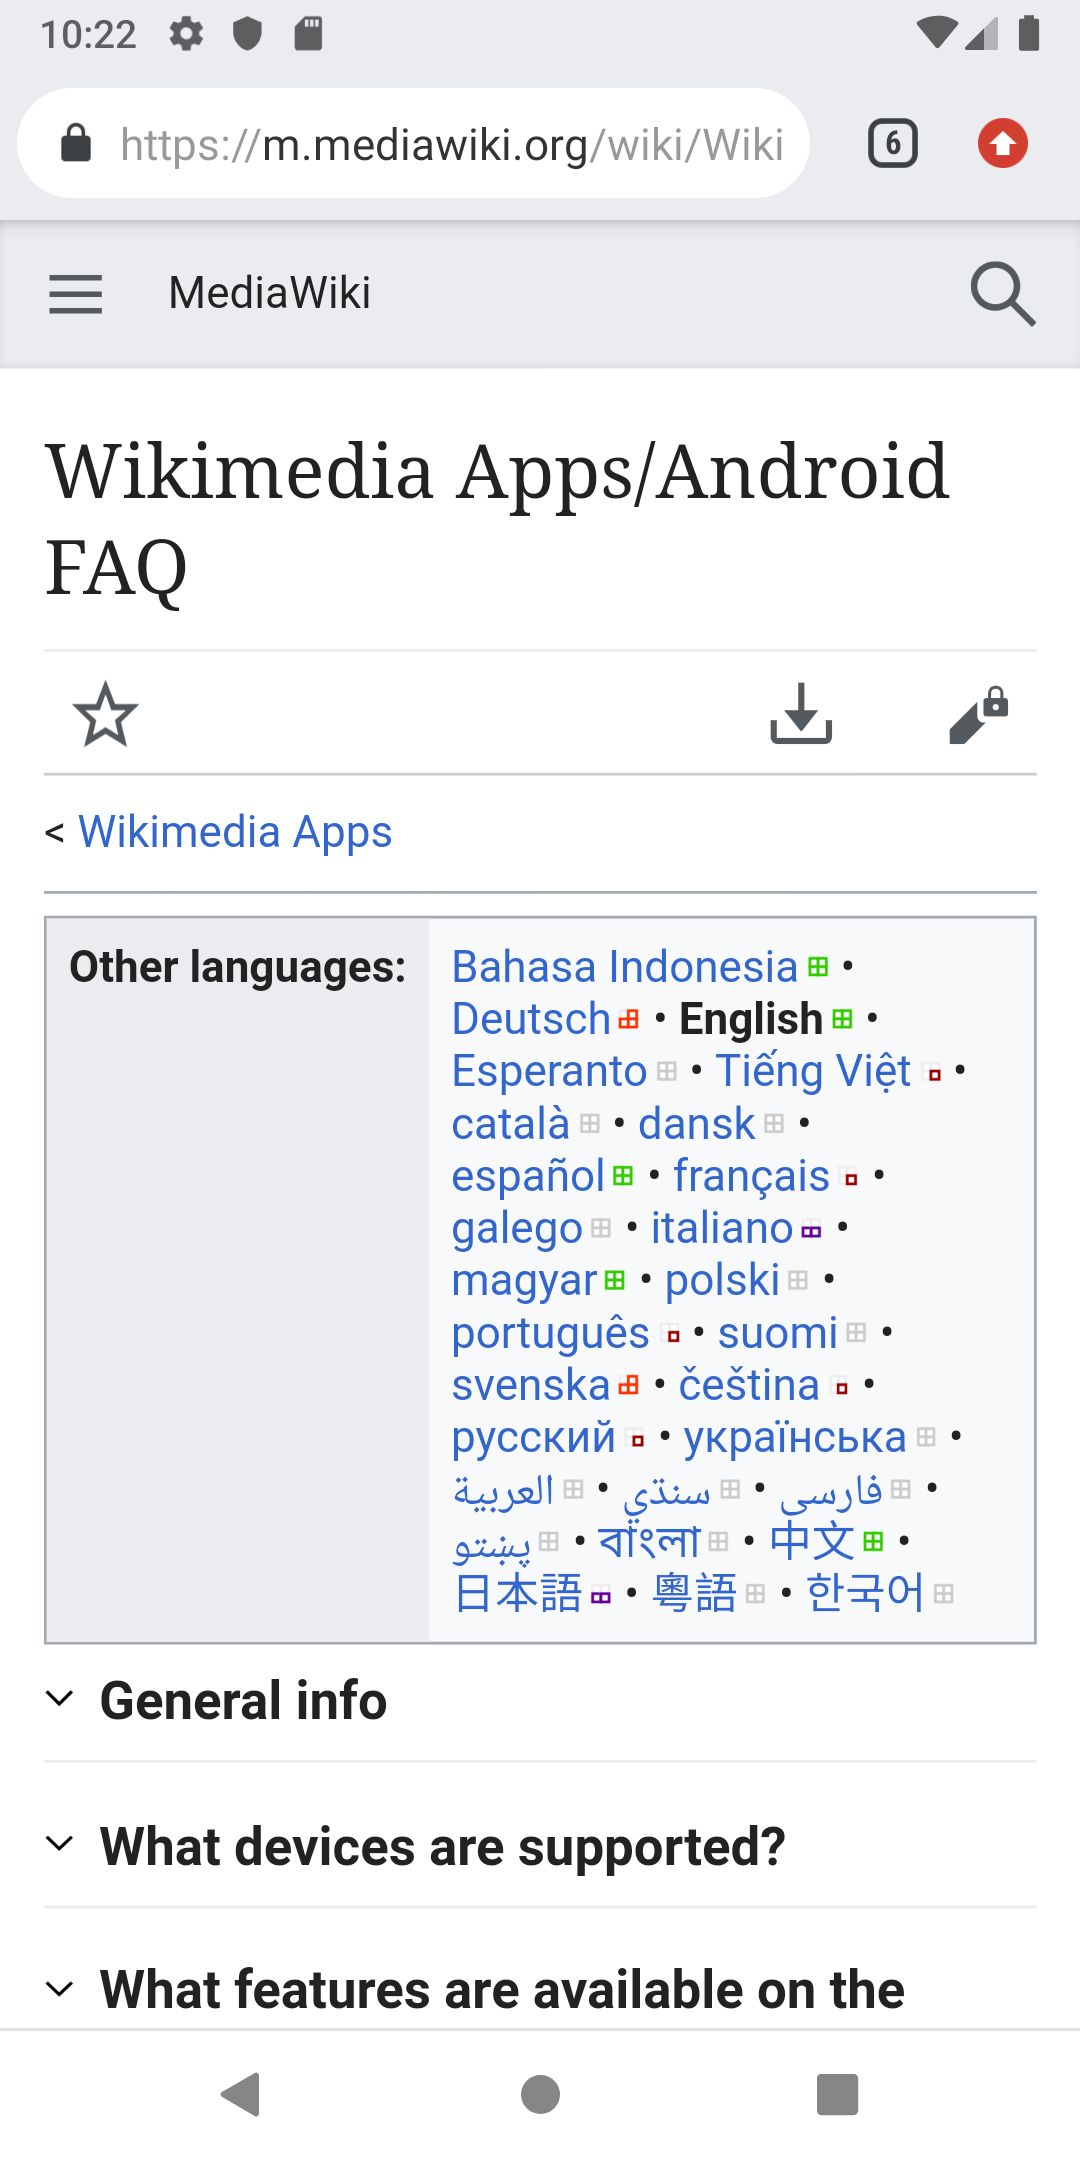 10:22
https://m.mediawiki.org/wiki/Wiki
6
MediaWiki
Wikimedia Apps/Android
FAQ
< Wikimedia Apps
Other languages:
Bahasa Indonesia •
Deutsch • English •
Esperanto • Tiếng Việt •
català • dansk •
español • français •
galego • italiano •
magyar • polski •
português • suomi •
svenska • čeština •
русский • українська •
العربية • سنڌي • فارسی •
پښتو • বাংলা • 中文 •
日本語 • 粵語 • 한국어
General info
What devices are supported?
What features are available on the